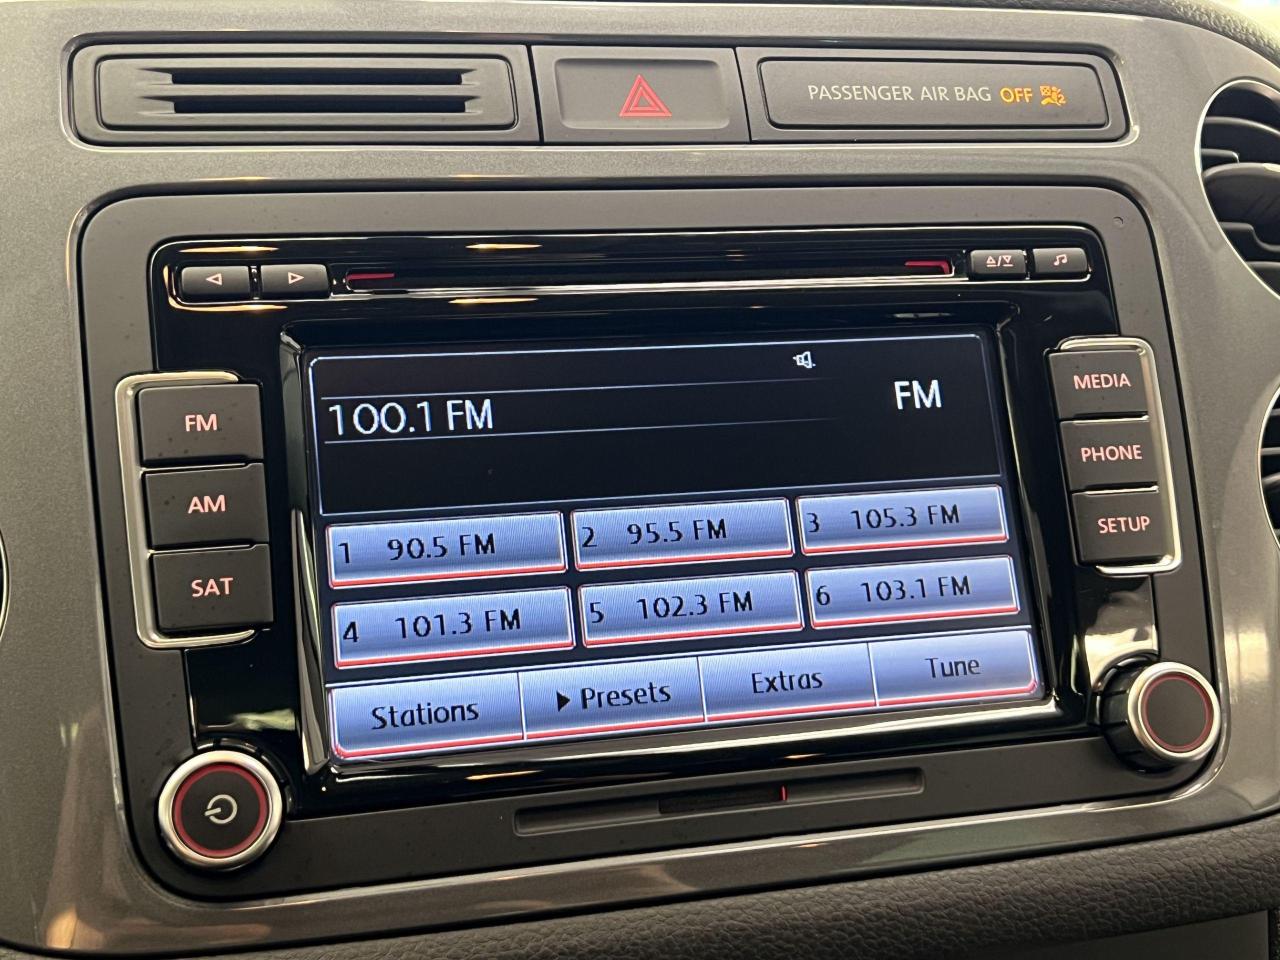 PASSENGER AIR BAG OFF
100.1 FM
FM
FM
AM
SAT
MEDIA
PHONE
SETUP
1 90.5 FM
2 95.5 FM
3 105.3 FM
4 101.3 FM
5 102.3 FM
6 103.1 FM
Stations
Presets
Extras
Tune